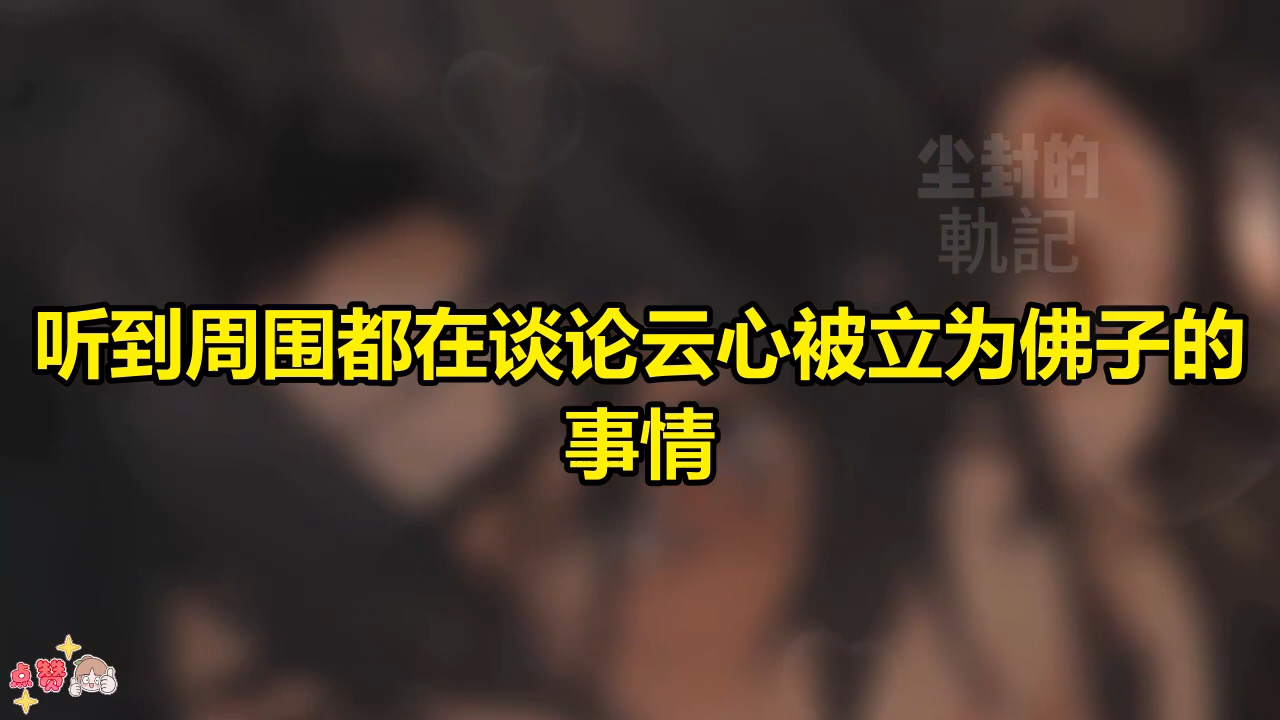 尘封的
軌記
听到周围都在谈论云心被立为佛子的
事情
点赞